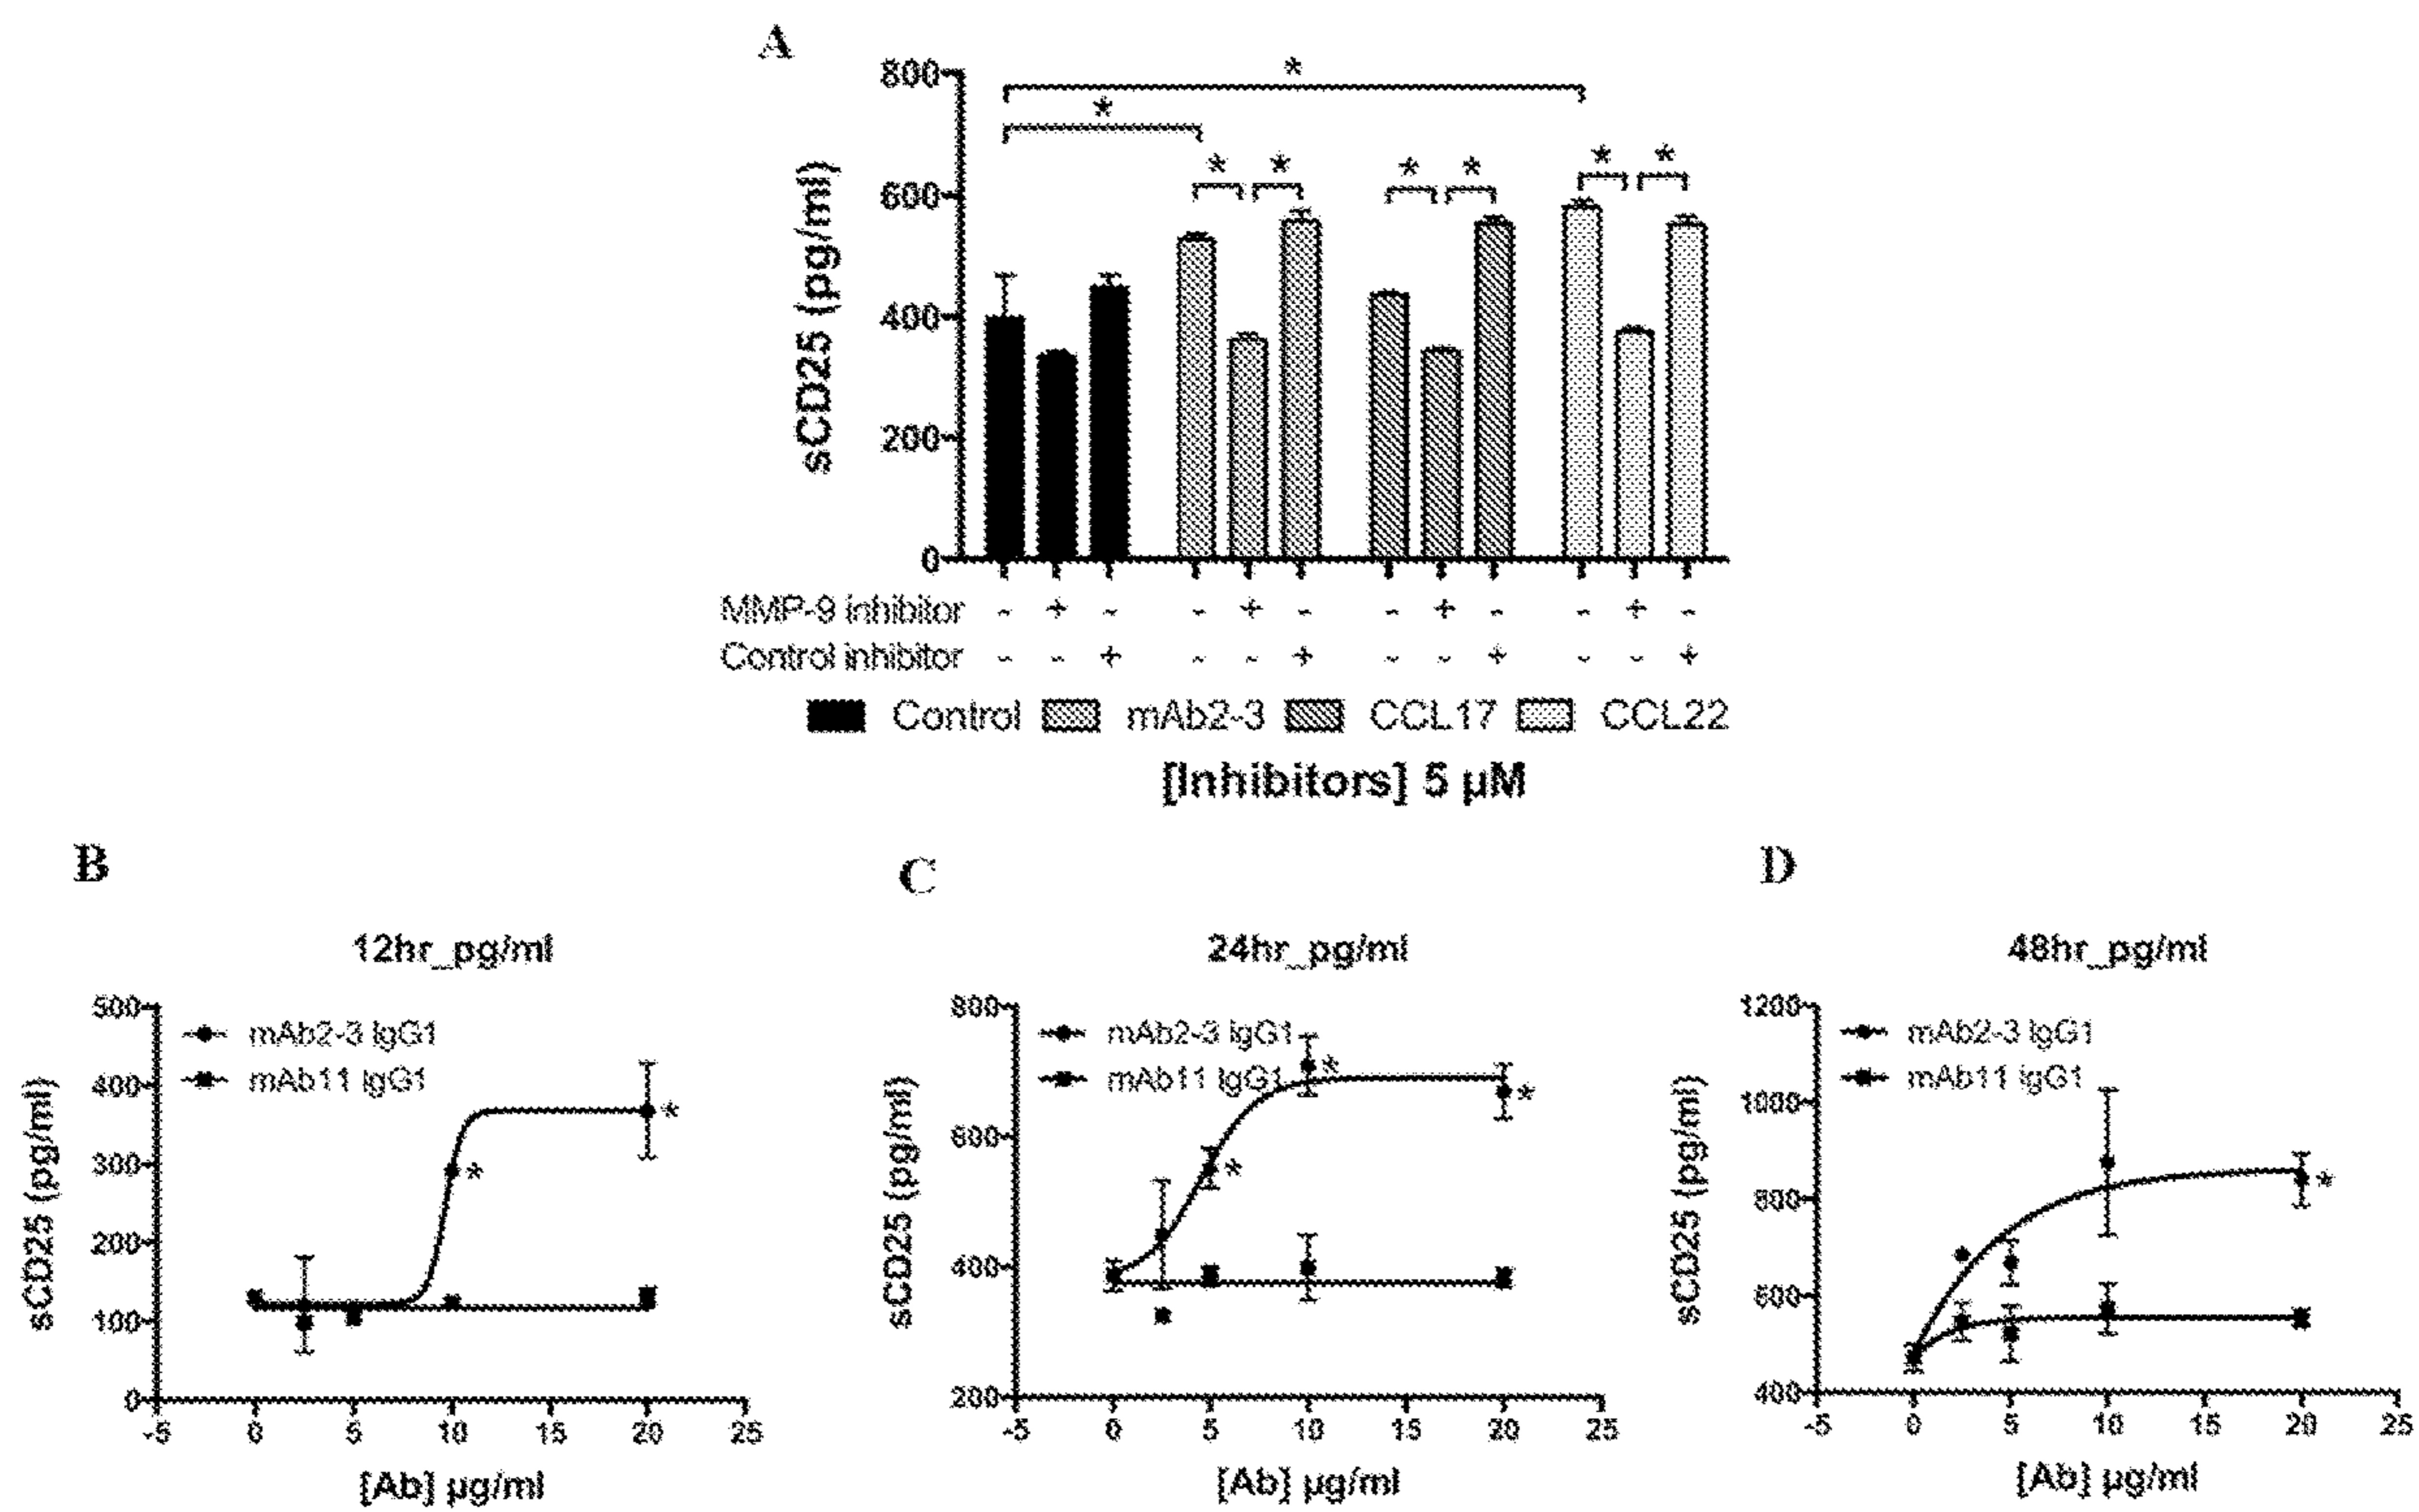 A
800
600
400
200
0
sCD25 (pg/ml)
* * * * * * * *
MMP-9 inhibitor - + - - + - - + - - + -
Control inhibitor - - + - - + - - + - - +
Control mAb2-3 CCL17 CCL22
[Inhibitors] 5 µM
B
12hr_pg/ml
500
400
300
200
100
0
sCD25 (pg/ml)
mAb2-3 IgG1
mAb11 IgG1
*
*
-5 0 5 10 15 20 25
[Ab] µg/ml
C
24hr_pg/ml
800
600
400
200
sCD25 (pg/ml)
mAb2-3 IgG1
mAb11 IgG1
*
*
*
-5 0 5 10 15 20 25
[Ab] µg/ml
D
48hr_pg/ml
1200
1000
800
600
400
sCD25 (pg/ml)
mAb2-3 IgG1
mAb11 IgG1
*
-5 0 5 10 15 20 25
[Ab] µg/ml